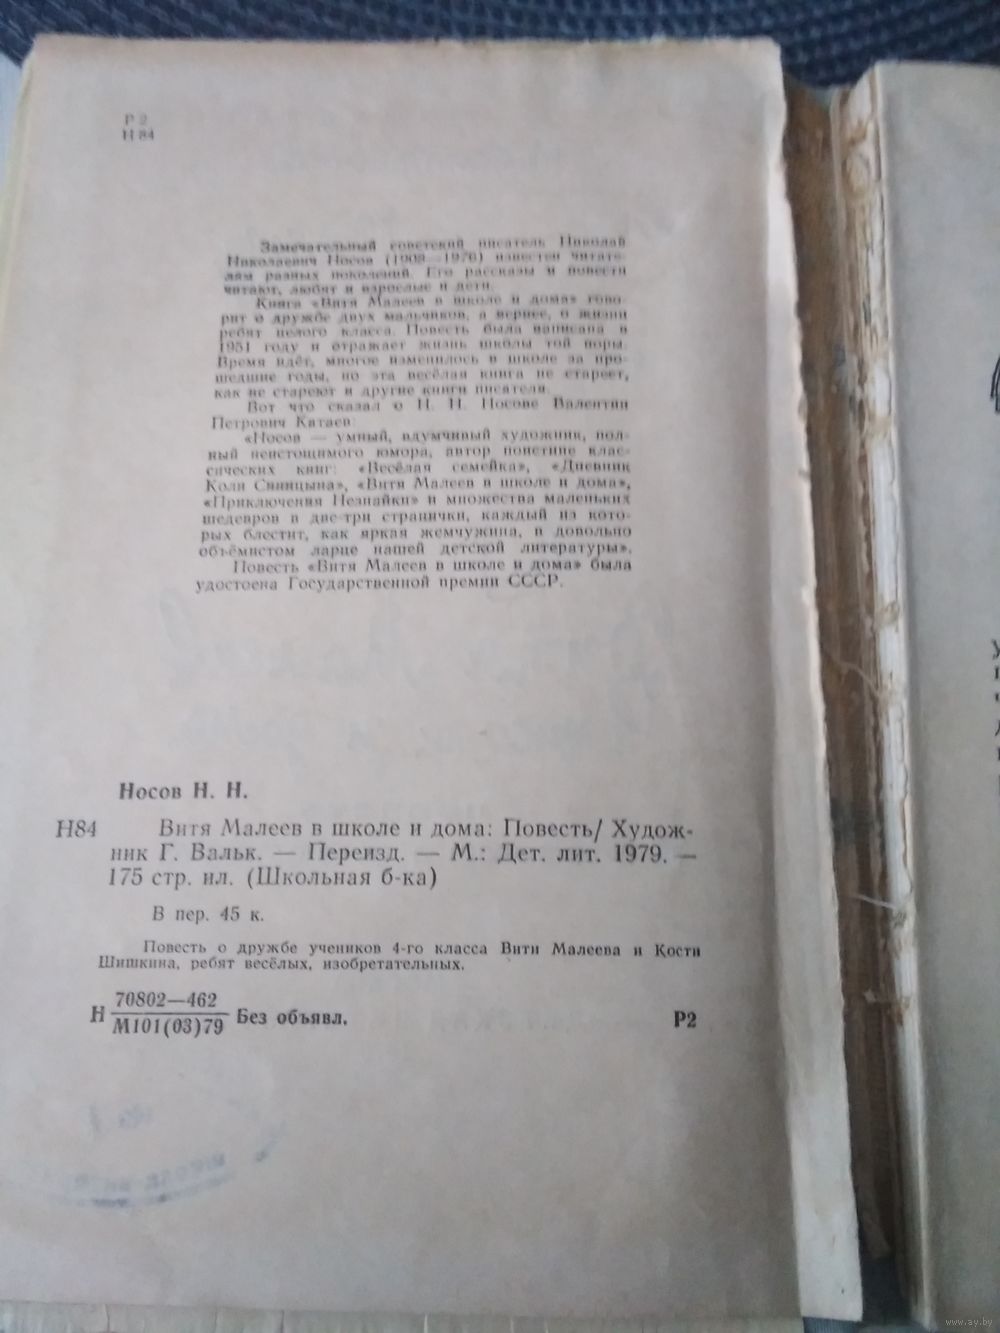 Р 2
Н 84
Замечательный советский писатель Николай
Николаевич Носов (1908—1976) известен читате-
лям разных поколений. Его рассказы и повести
читают, любят и взрослые и дети.
Книга «Витя Малеев в школе и дома» гово-
рит о дружбе двух мальчиков, а вернее, о жизни
ребят целого класса. Повесть была написана в
1951 году и отражает жизнь школы той поры.
Время идёт, многое изменилось в школе за про-
шедшие годы, но эта весёлая книга не стареет,
как не стареют и другие книги писателя.
Вот что сказал о Н. Н. Носове Валентин
Петрович Катаев:
«Носов — умный, вдумчивый художник, пол-
ный неистощимого юмора, автор поистине клас-
сических книг: «Весёлая семейка», «Дневник
Коли Синицына», «Витя Малеев в школе и дома»,
«Приключения Незнайки» и множества маленьких
шедевров в две-три странички, каждый из кото-
рых блестит, как яркая жемчужина, в довольно
объёмистом ларце нашей детской литературы».
Повесть «Витя Малеев в школе и дома» была
удостоена Государственной премии СССР.
Носов Н. Н.
Н84 Витя Малеев в школе и дома: Повесть/ Худож-
ник Г. Вальк. — Переизд. — М.: Дет. лит. 1979. —
175 стр. ил. (Школьная б-ка)
В пер. 45 к.
Повесть о дружбе учеников 4-го класса Вити Малеева и Кости
Шишкина, ребят весёлых, изобретательных.
70802—462
Н М101(03)79 Без объявл. Р2
www.ay.by